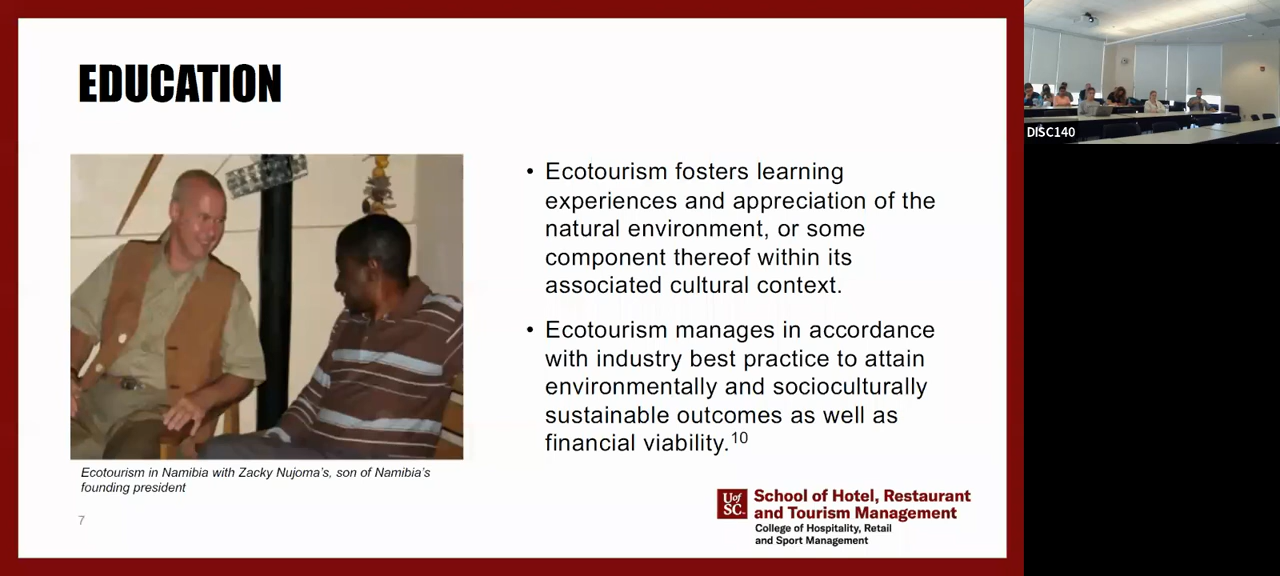 EDUCATION
• Ecotourism fosters learning
experiences and appreciation of the
natural environment, or some
component thereof within its
associated cultural context.
• Ecotourism manages in accordance
with industry best practice to attain
environmentally and socioculturally
sustainable outcomes as well as
financial viability.10
Ecotourism in Namibia with Zacky Nujoma's, son of Namibia's
founding president
7
UofSC
School of Hotel, Restaurant
and Tourism Management
College of Hospitality, Retail
and Sport Management
DISC140